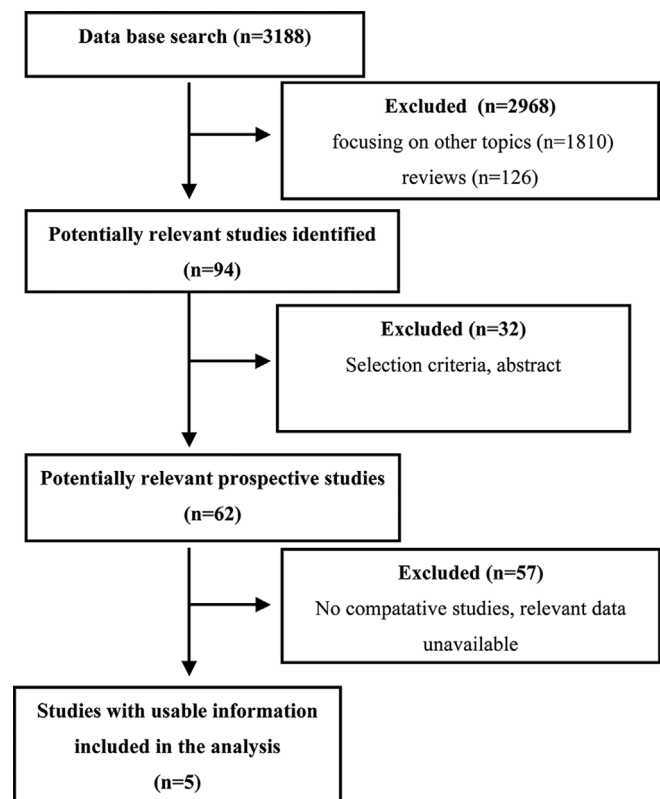 Data base search (n=3188)
Excluded (n=2968)
focusing on other topics (n=1810)
reviews (n=126)
Potentially relevant studies identified
(n=94)
Excluded (n=32)
Selection criteria, abstract
Potentially relevant prospective studies
(n=62)
Excluded (n=57)
No compatative studies, relevant data
unavailable
Studies with usable information
included in the analysis
(n=5)